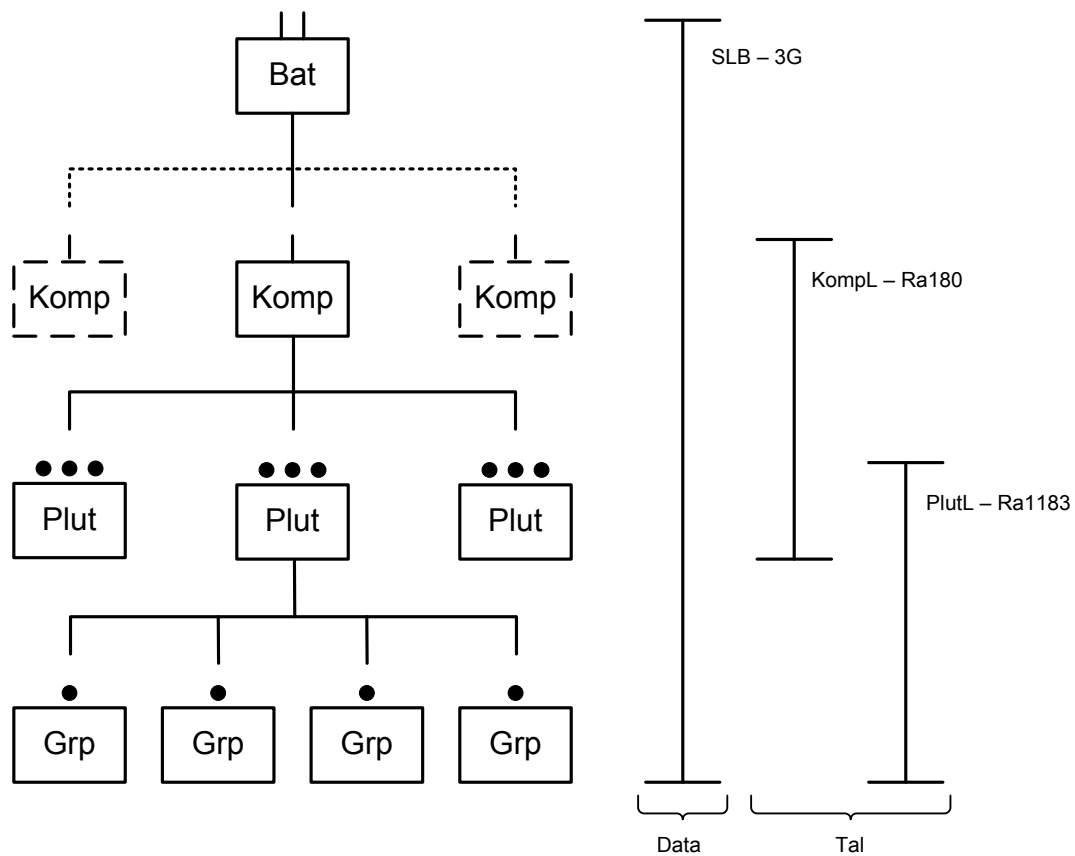 Bat
SLB – 3G
Komp
Komp
Komp
KompL – Ra180
Plut
Plut
Plut
PlutL – Ra1183
Grp
Grp
Grp
Grp
Data
Tal